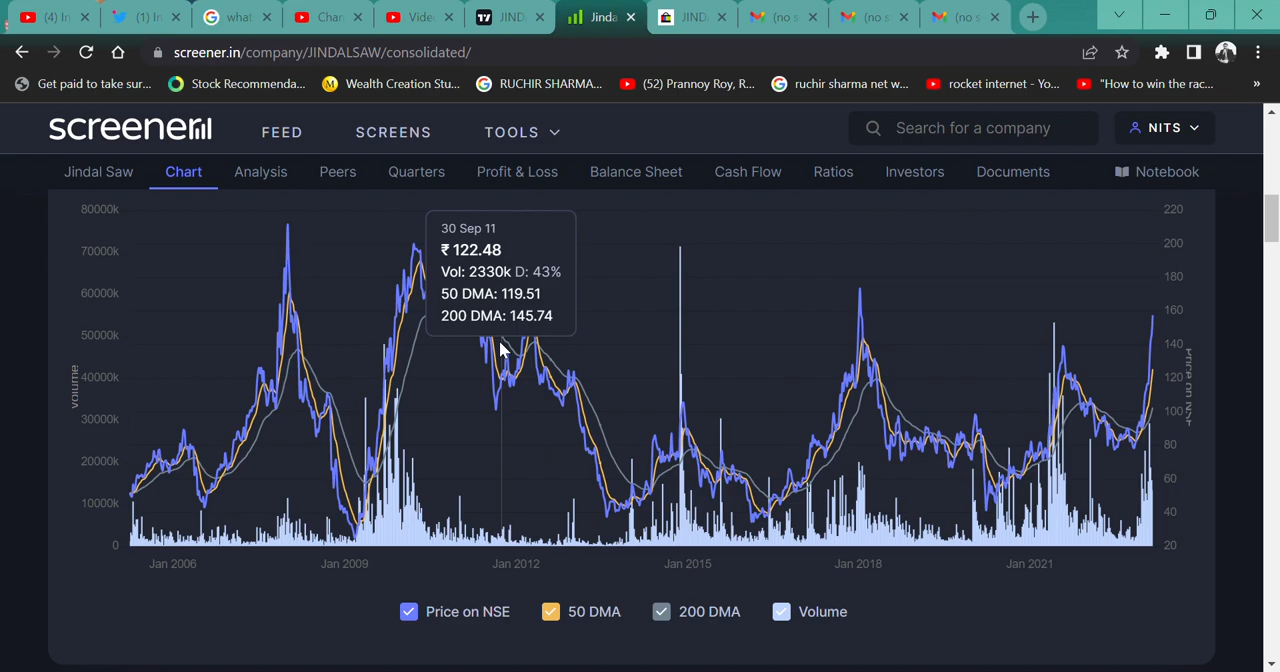 (4) In
(1) In
what
Chan
Vide
JIND
Jinda
JIND
(no s
(no s
(no s
screener.in/company/JINDALSAW/consolidated/
Get paid to take sur... Stock Recommenda... Wealth Creation Stu... RUCHIR SHARMA... (52) Prannoy Roy, R... ruchir sharma net w... rocket internet - Yo... "How to win the rac... »
screener
FEED SCREENS TOOLS Search for a company NITS
Jindal Saw Chart Analysis Peers Quarters Profit & Loss Balance Sheet Cash Flow Ratios Investors Documents Notebook
80000k
70000k
60000k
50000k
40000k
30000k
20000k
10000k
0
volume
30 Sep 11
₹ 122.48
Vol: 2330k D: 43%
50 DMA: 119.51
200 DMA: 145.74
220
200
180
160
140
120
100
80
60
40
20
Jan 2006 Jan 2009 Jan 2012 Jan 2015 Jan 2018 Jan 2021
Price on NSE 50 DMA 200 DMA Volume